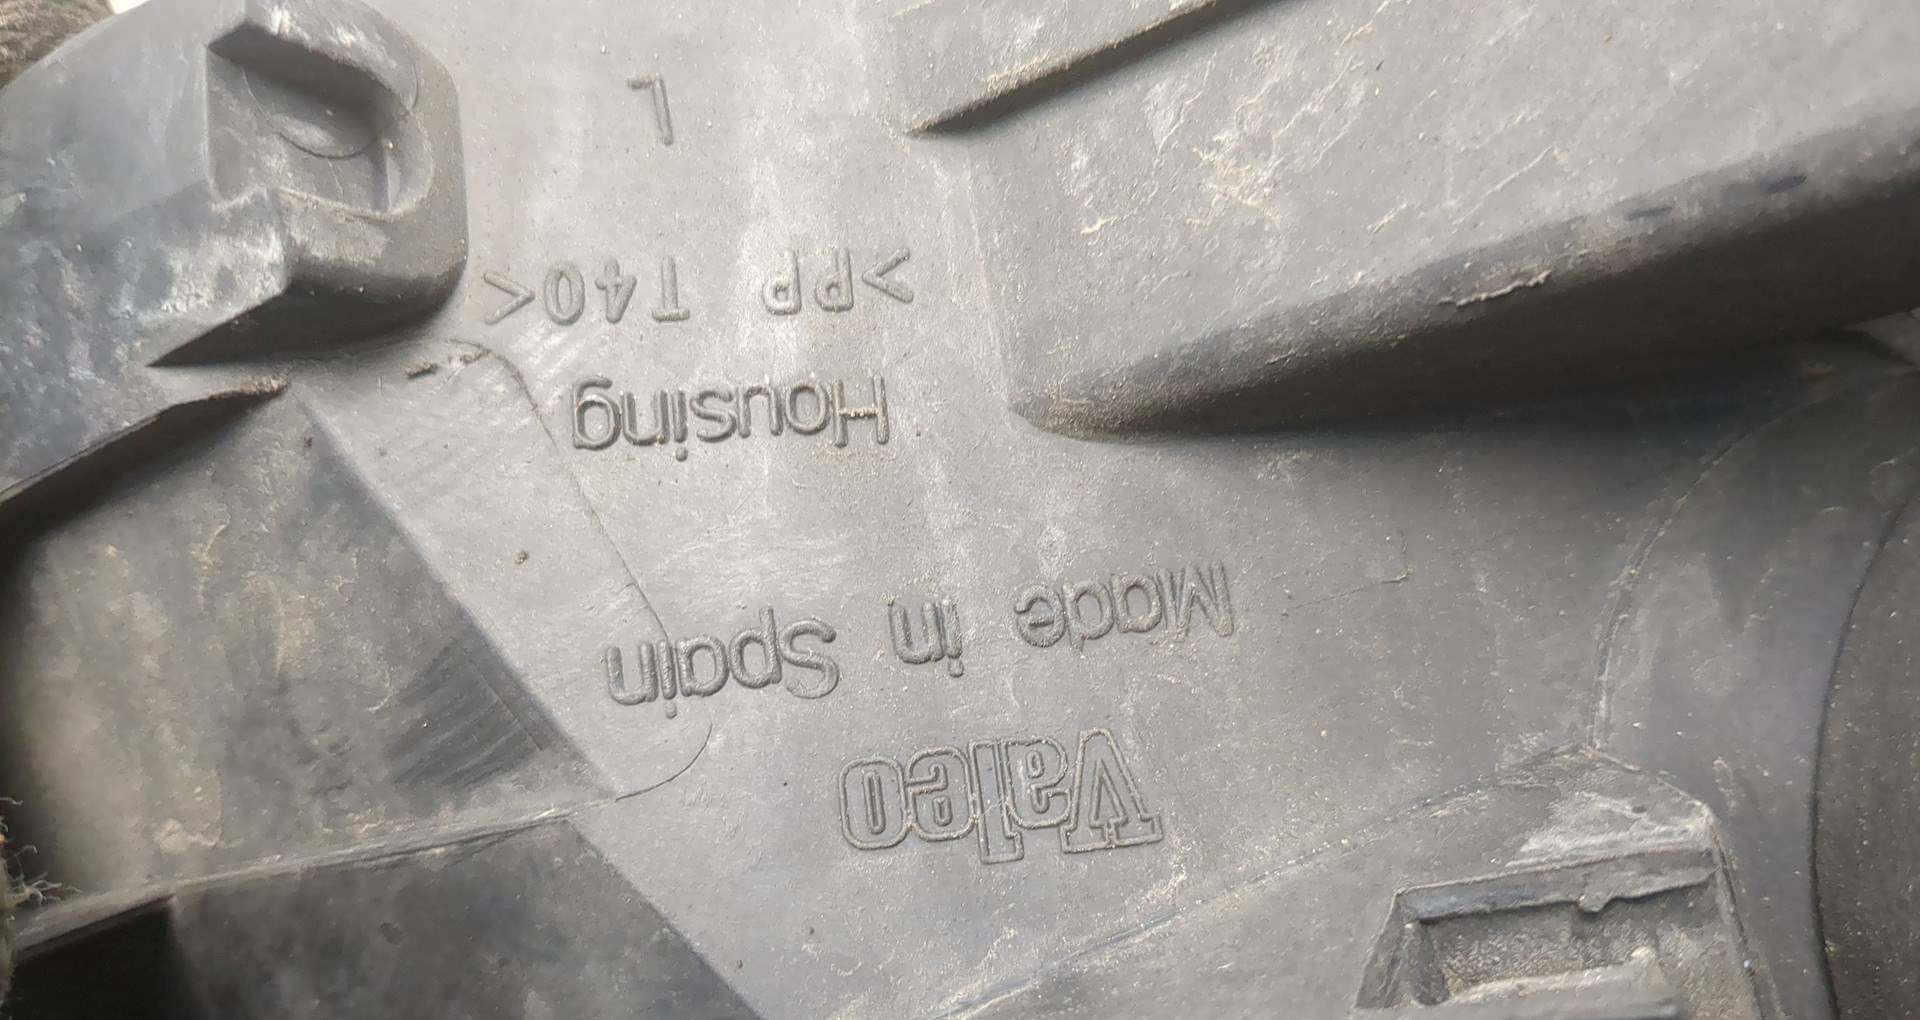 Valeo
Made in Spain
Housing
>PP T40<
L